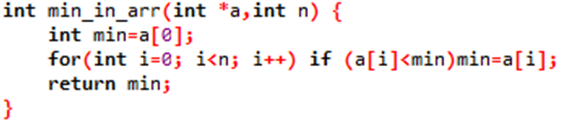 int min_in_arr(int *a,int n) {
    int min=a[0];
    for(int i=0; i<n; i++) if (a[i]<min)min=a[i];
    return min;
}